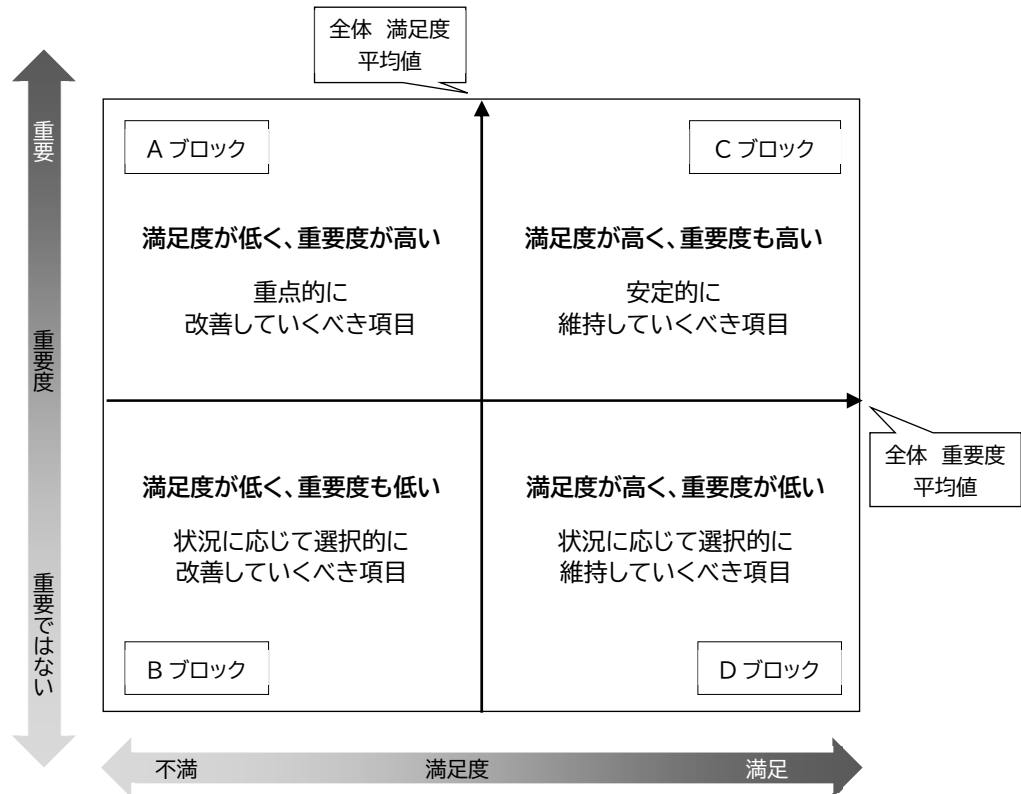 全体 満足度
平均値
重要
重要度
重要ではない
A ブロック
満足度が低く、重要度が高い
重点的に
改善していくべき項目
C ブロック
満足度が高く、重要度も高い
安定的に
維持していくべき項目
全体 重要度
平均値
満足度が低く、重要度も低い
状況に応じて選択的に
改善していくべき項目
B ブロック
満足度が高く、重要度が低い
状況に応じて選択的に
維持していくべき項目
D ブロック
不満
満足度
満足